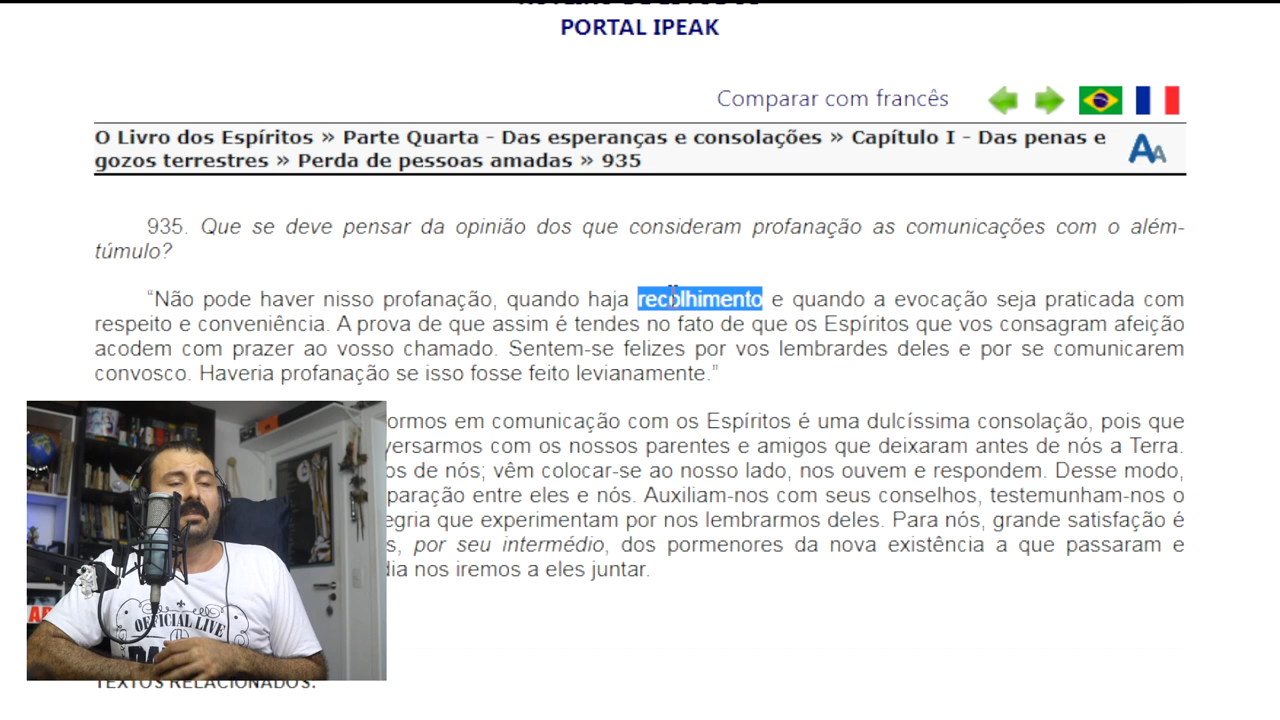 PORTAL IPEAK
Comparar com francês
O Livro dos Espíritos » Parte Quarta - Das esperanças e consolações » Capítulo I - Das penas e
gozos terrestres » Perda de pessoas amadas » 935
AA
935. Que se deve pensar da opinião dos que consideram profanação as comunicações com o além-
túmulo?
“Não pode haver nisso profanação, quando haja recolhimento e quando a evocação seja praticada com
respeito e conveniência. A prova de que assim é tendes no fato de que os Espíritos que vos consagram afeição
acodem com prazer ao vosso chamado. Sentem-se felizes por vos lembrardes deles e por se comunicarem
convosco. Haveria profanação se isso fosse feito levianamente.”
ormos em comunicação com os Espíritos é uma dulcíssima consolação, pois que
versarmos com os nossos parentes e amigos que deixaram antes de nós a Terra.
os de nós; vêm colocar-se ao nosso lado, nos ouvem e respondem. Desse modo,
paração entre eles e nós. Auxiliam-nos com seus conselhos, testemunham-nos o
egria que experimentam por nos lembrarmos deles. Para nós, grande satisfação é
s, por seu intermédio, dos pormenores da nova existência a que passaram e
dia nos iremos a eles juntar.
OFFICIAL LIVE
TEXTOS RELACIONADOS: